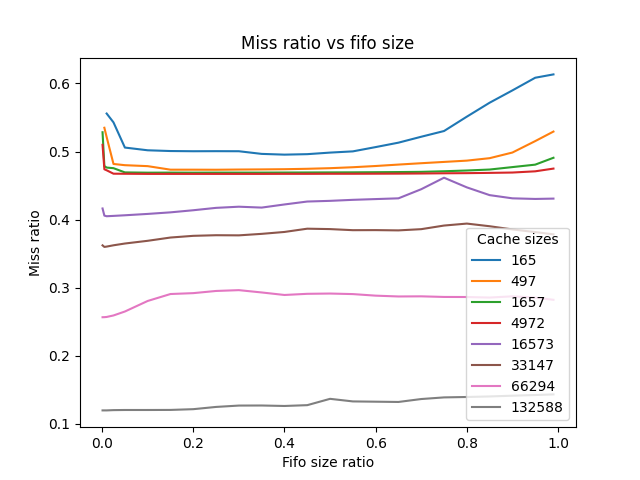 Miss ratio vs fifo size
Miss ratio
0.6
0.5
0.4
0.3
0.2
0.1
Cache sizes
165
497
1657
4972
16573
33147
66294
132588
0.0 0.2 0.4 0.6 0.8 1.0
Fifo size ratio